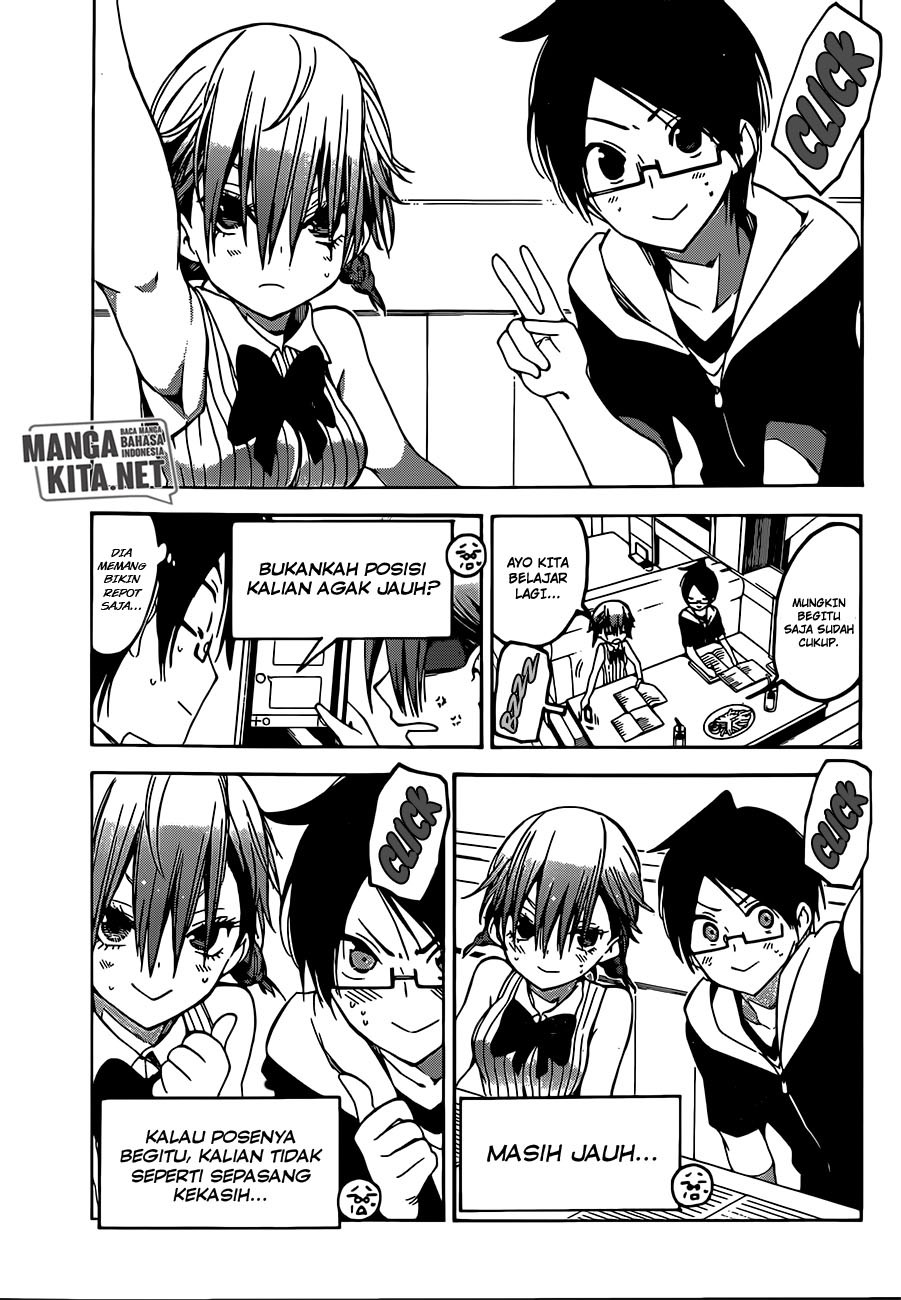 CLICK
MANGA
KITA.NET
BACA MANGA
BAHASA
INDONESIA
MUNGKIN
BEGITU
SAJA SUDAH
CUKUP.
AYO KITA
BELAJAR
LAGI...
BZZZ
BUKANKAH POSISI
KALIAN AGAK JAUH?
DIA
MEMANG
BIKIN
REPOT
SAJA...
CLICK
MASIH JAUH...
CLICK
KALAU POSENYA
BEGITU, KALIAN TIDAK
SEPERTI SEPASANG
KEKASIH...